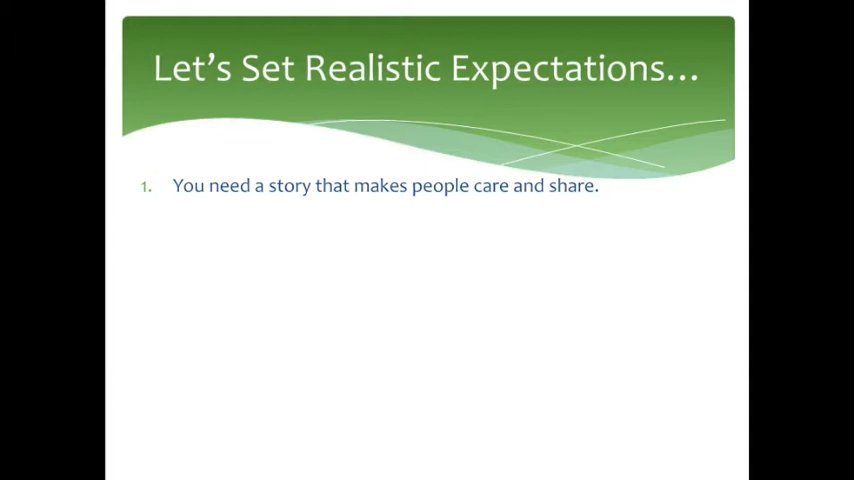 Let’s Set Realistic Expectations…
1. You need a story that makes people care and share.